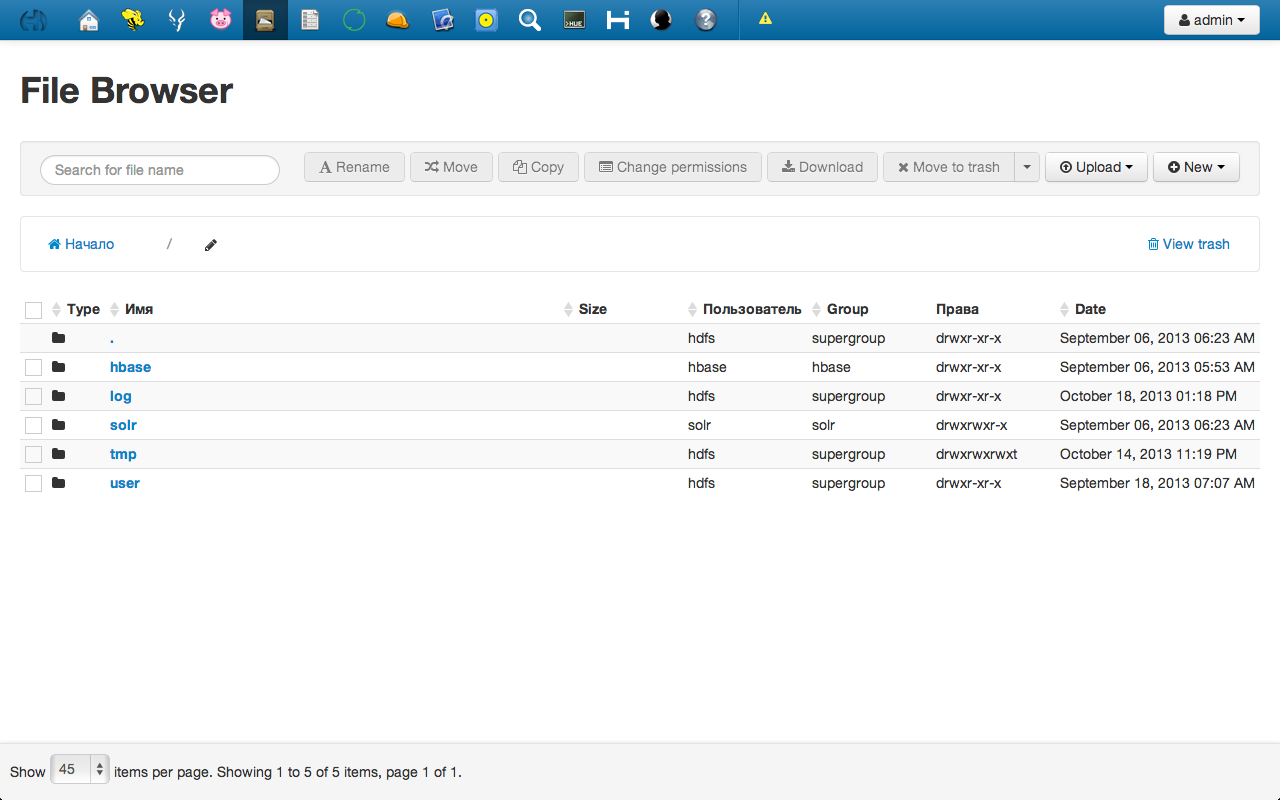 >HUE
admin
File Browser
Search for file name Rename Move Copy Change permissions Download Move to trash Upload New
Начало / View trash
Type Имя Size Пользователь Group Права Date
. hdfs supergroup drwxr-xr-x September 06, 2013 06:23 AM
hbase hbase hbase drwxr-xr-x September 06, 2013 05:53 AM
log hdfs supergroup drwxr-xr-x October 18, 2013 01:18 PM
solr solr solr drwxrwxr-x September 06, 2013 06:23 AM
tmp hdfs supergroup drwxrwxrwxt October 14, 2013 11:19 PM
user hdfs supergroup drwxr-xr-x September 18, 2013 07:07 AM
Show 45 items per page. Showing 1 to 5 of 5 items, page 1 of 1.